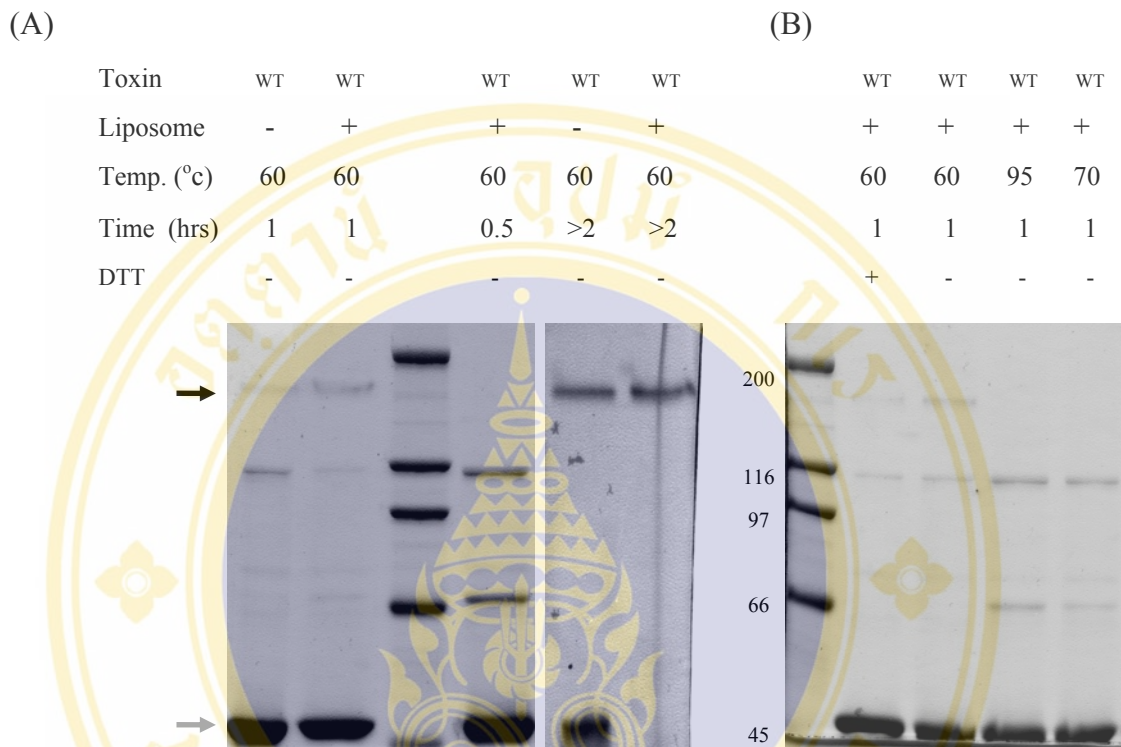 (A) (B)
Toxin WT WT WT WT WT WT WT WT WT
Liposome - + + - + + + + +
Temp. (°c) 60 60 60 60 60 60 60 95 70
Time (hrs) 1 1 0.5 >2 >2 1 1 1 1
DTT - - - - - + - - -
200
116
97
66
45